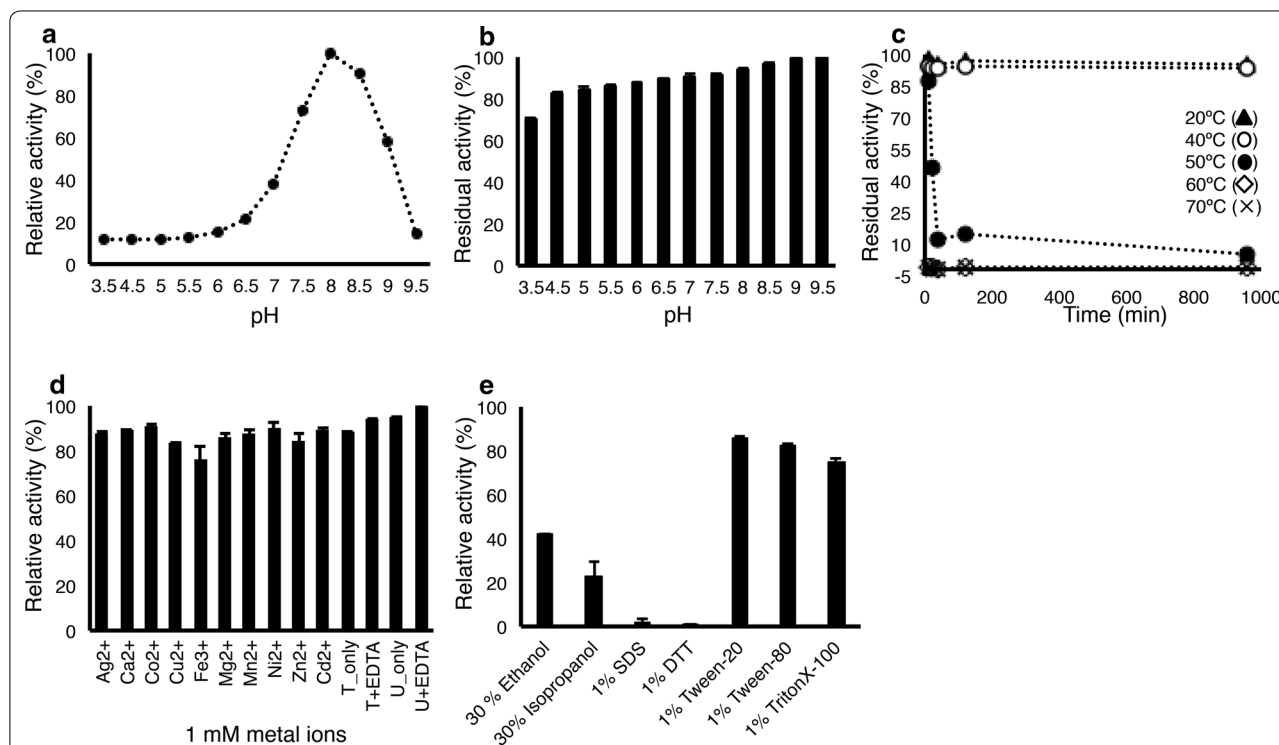 a
Relative activity (%)
100
80
60
40
20
0
3.5 4.5 5 5.5 6 6.5 7 7.5 8 8.5 9 9.5
pH
b
Residual activity (%)
100
80
60
40
20
0
3.5 4.5 5 5.5 6 6.5 7 7.5 8 8.5 9 9.5
pH
c
Residual activity (%)
100
85
70
55
40
25
10
-5
20ºC (▲)
40ºC (○)
50ºC (●)
60ºC (◇)
70ºC (×)
0 200 400 600 800 1000
Time (min)
d
Relative activity (%)
100
80
60
40
20
0
Ag2+
Ca2+
Co2+
Cu2+
Fe3+
Mg2+
Mn2+
Ni2+
Zn2+
Cd2+
T_only
T+EDTA
U_only
U+EDTA
1 mM metal ions
e
Relative activity (%)
100
80
60
40
20
0
30 % Ethanol
30% Isopropanol
1% SDS
1% DTT
1% Tween-20
1% Tween-80
1% TritonX-100